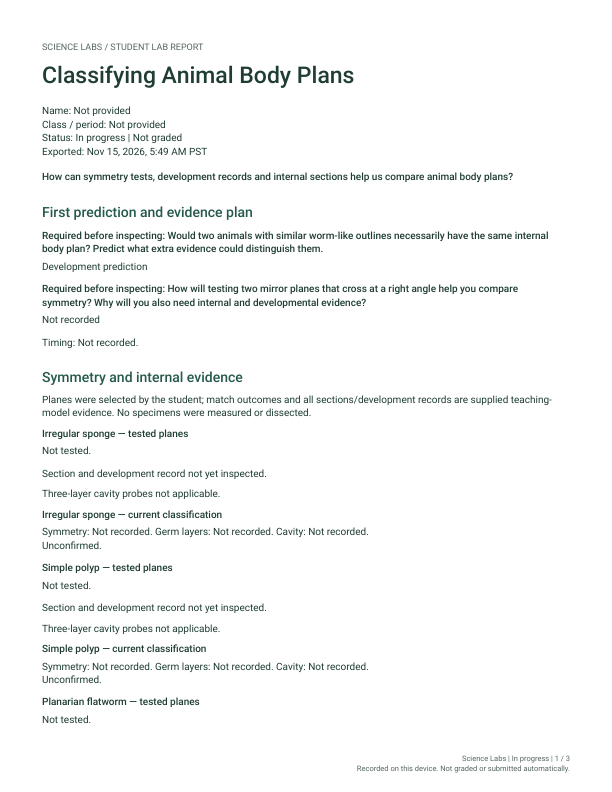 SCIENCE LABS / STUDENT LAB REPORT
Classifying Animal Body Plans
Name: Not provided
Class / period: Not provided
Status: In progress | Not graded
Exported: Nov 15, 2026, 5:49 AM PST
How can symmetry tests, development records and internal sections help us compare animal body plans?
First prediction and evidence plan
Required before inspecting: Would two animals with similar worm-like outlines necessarily have the same internal
body plan? Predict what extra evidence could distinguish them.
Development prediction
Required before inspecting: How will testing two mirror planes that cross at a right angle help you compare
symmetry? Why will you also need internal and developmental evidence?
Not recorded
Timing: Not recorded.
Symmetry and internal evidence
Planes were selected by the student; match outcomes and all sections/development records are supplied teaching-
model evidence. No specimens were measured or dissected.
Irregular sponge — tested planes
Not tested.
Section and development record not yet inspected.
Three-layer cavity probes not applicable.
Irregular sponge — current classification
Symmetry: Not recorded. Germ layers: Not recorded. Cavity: Not recorded.
Unconfirmed.
Simple polyp — tested planes
Not tested.
Section and development record not yet inspected.
Three-layer cavity probes not applicable.
Simple polyp — current classification
Symmetry: Not recorded. Germ layers: Not recorded. Cavity: Not recorded.
Unconfirmed.
Planarian flatworm — tested planes
Not tested.
Science Labs | In progress | 1 / 3
Recorded on this device. Not graded or submitted automatically.